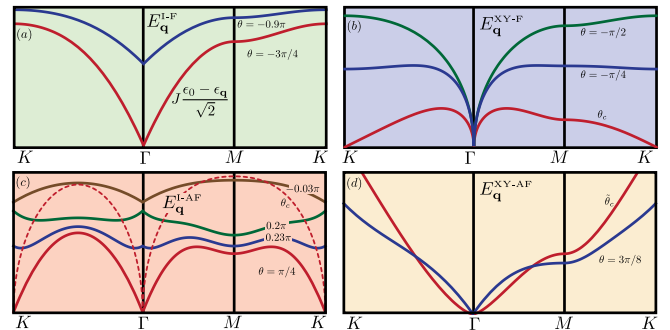 (a) E_q^{I-F} θ = −0.9π
θ = −3π/4
J (ϵ_0 − ϵ_q)/√2
K Γ M K
(b) E_q^{XY-F} θ = −π/2
θ = −π/4
θ_c
K Γ M K
(c) E_q^{I-AF} −0.03π
θ_c
0.2π
0.23π
θ = π/4
K Γ M K
(d) E_q^{XY-AF} θ̃_c
θ = 3π/8
K Γ M K